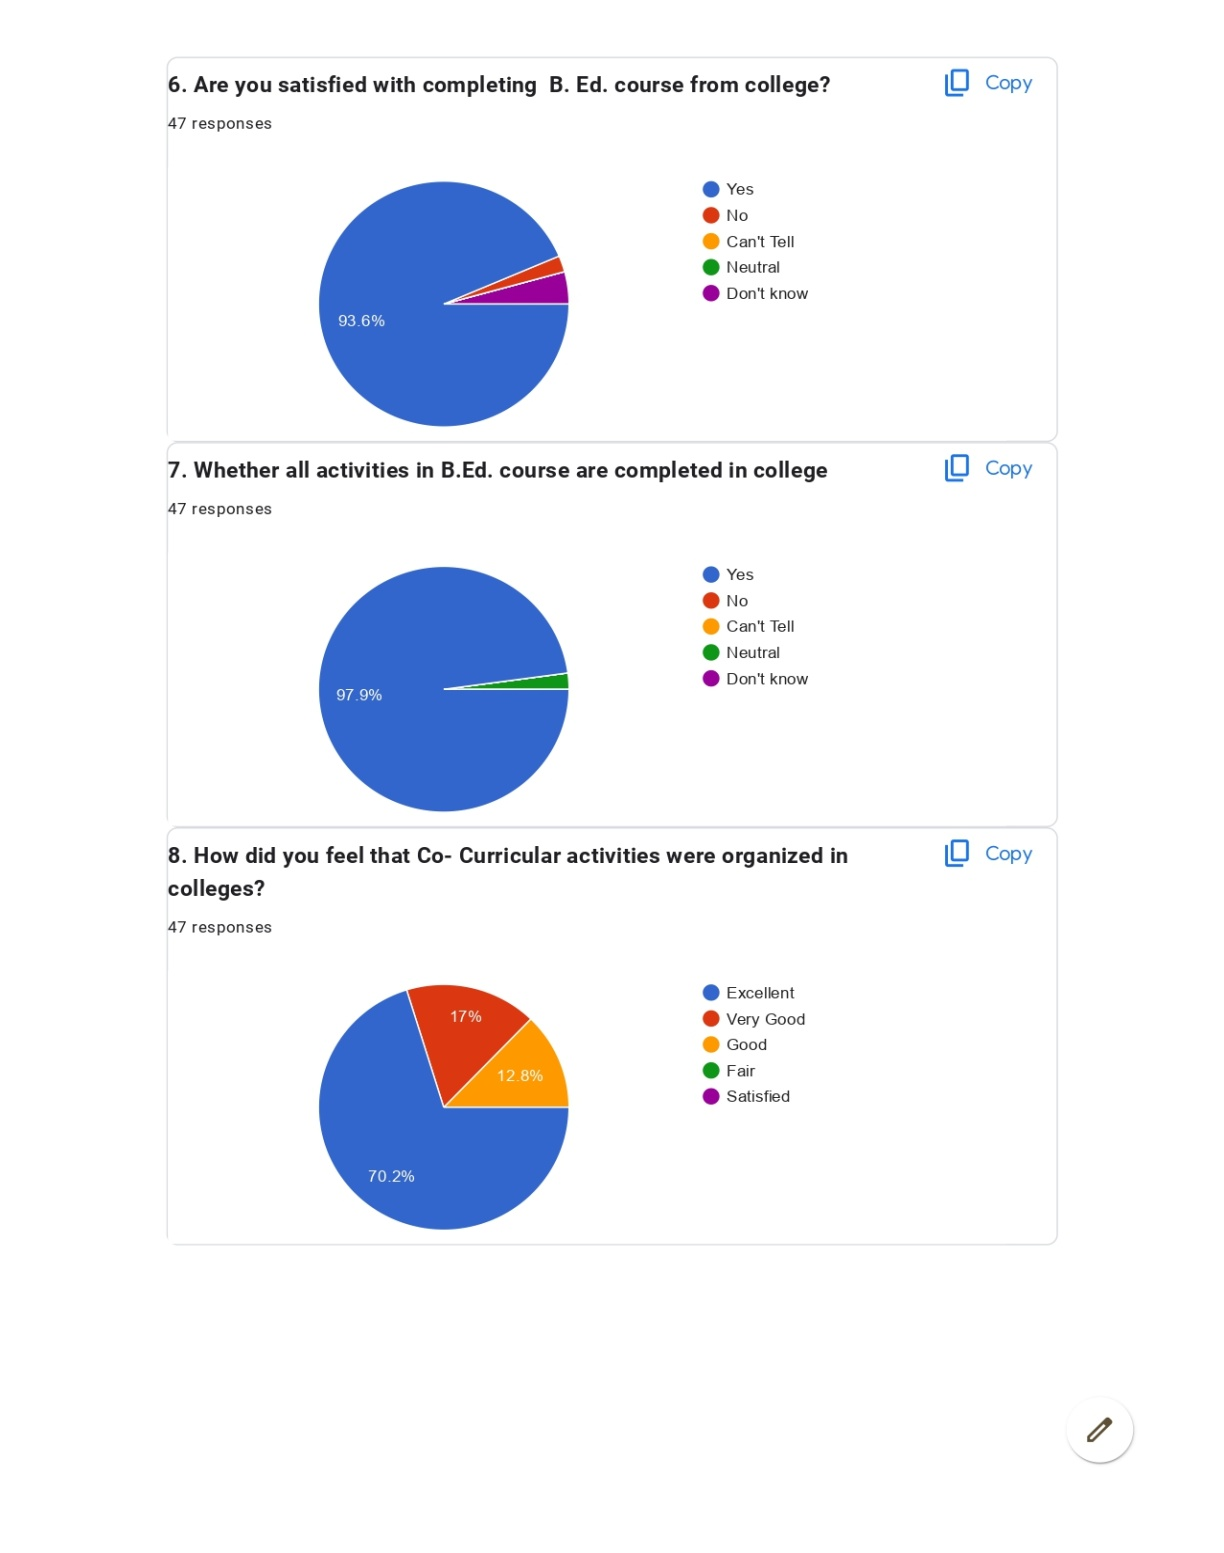 6. Are you satisfied with completing  B. Ed. course from college?
Copy
47 responses
Yes
No
Can't Tell
Neutral
Don't know
93.6%
7. Whether all activities in B.Ed. course are completed in college
Copy
47 responses
Yes
No
Can't Tell
Neutral
Don't know
97.9%
8. How did you feel that Co- Curricular activities were organized in
colleges?
Copy
47 responses
Excellent
Very Good
Good
Fair
Satisfied
17%
12.8%
70.2%